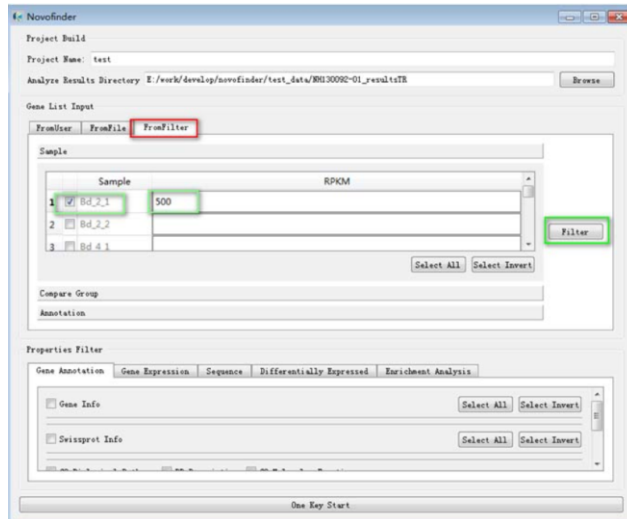 Novofinder
Project Build
Project Name: test
Analyze Results Directory E:/work/develop/novofinder/test_data/NH130092-01_resultsTR Browse
Gene List Input
FromUser FromFile FromFilter
Sample
Sample RPKM
1 Bd_2_1 500
2 Bd_2_2
Filter
3 Bd_4_1
Select All Select Invert
Compare Group
Annotation
Properties Filter
Gene Annotation Gene Expression Sequence Differentially Expressed Enrichment Analysis
Gene Info Select All Select Invert
Swissprot Info Select All Select Invert
One Key Start